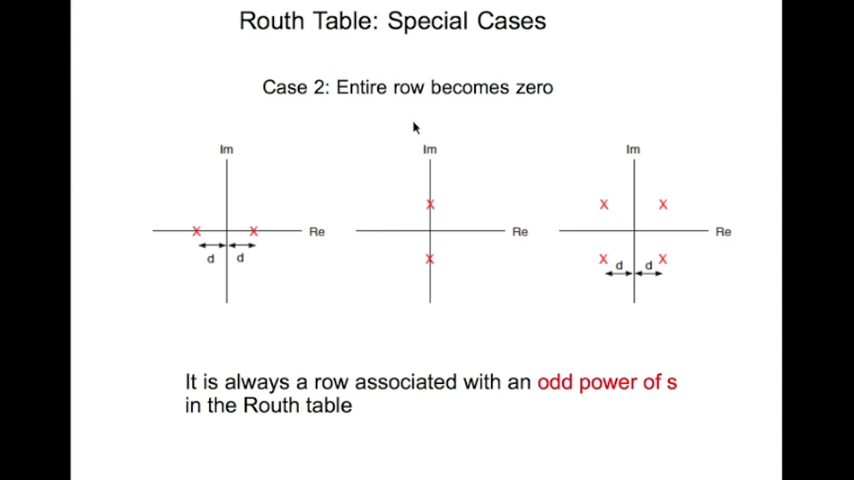 Routh Table: Special Cases
Case 2: Entire row becomes zero
Im
Im
Im
x x Re
x Re
x x Re
d d
x
x d d x
It is always a row associated with an odd power of s
in the Routh table